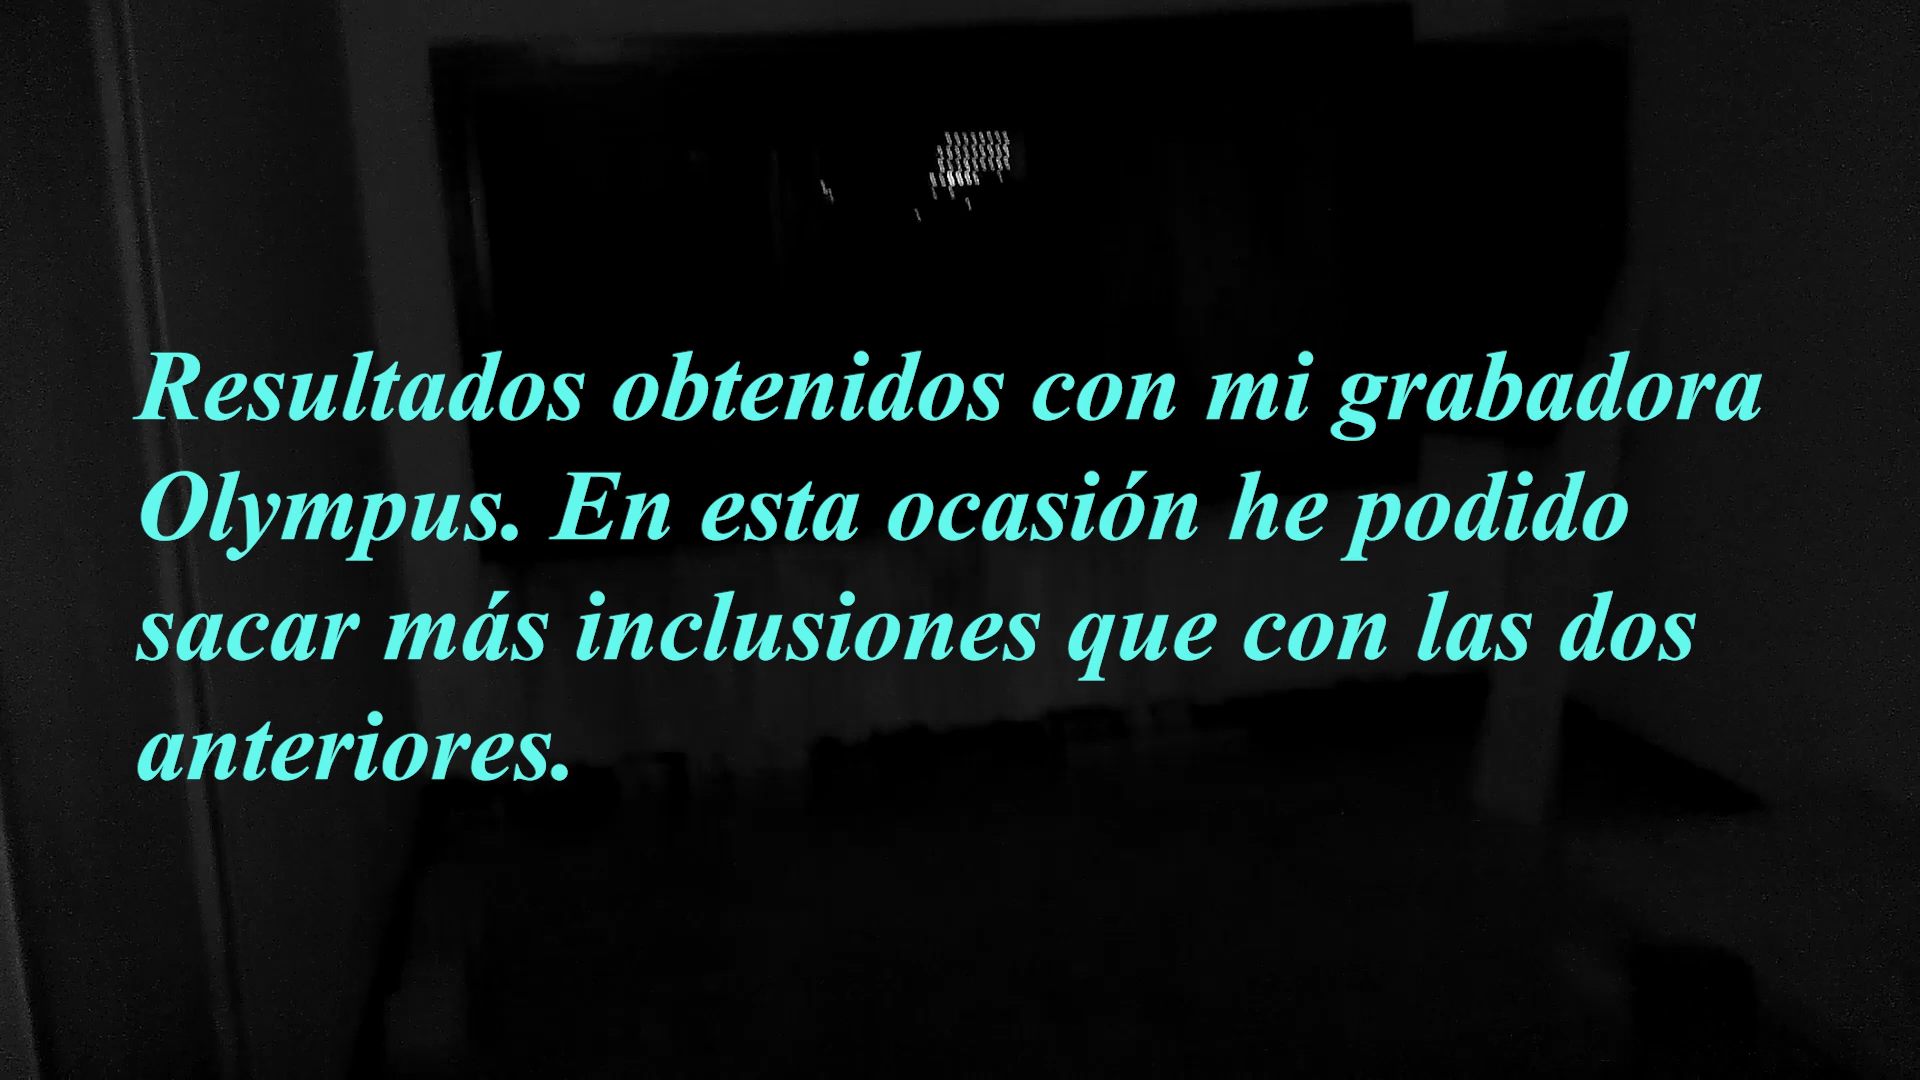 Resultados obtenidos con mi grabadora
Olympus. En esta ocasión he podido
sacar más inclusiones que con las dos
anteriores.